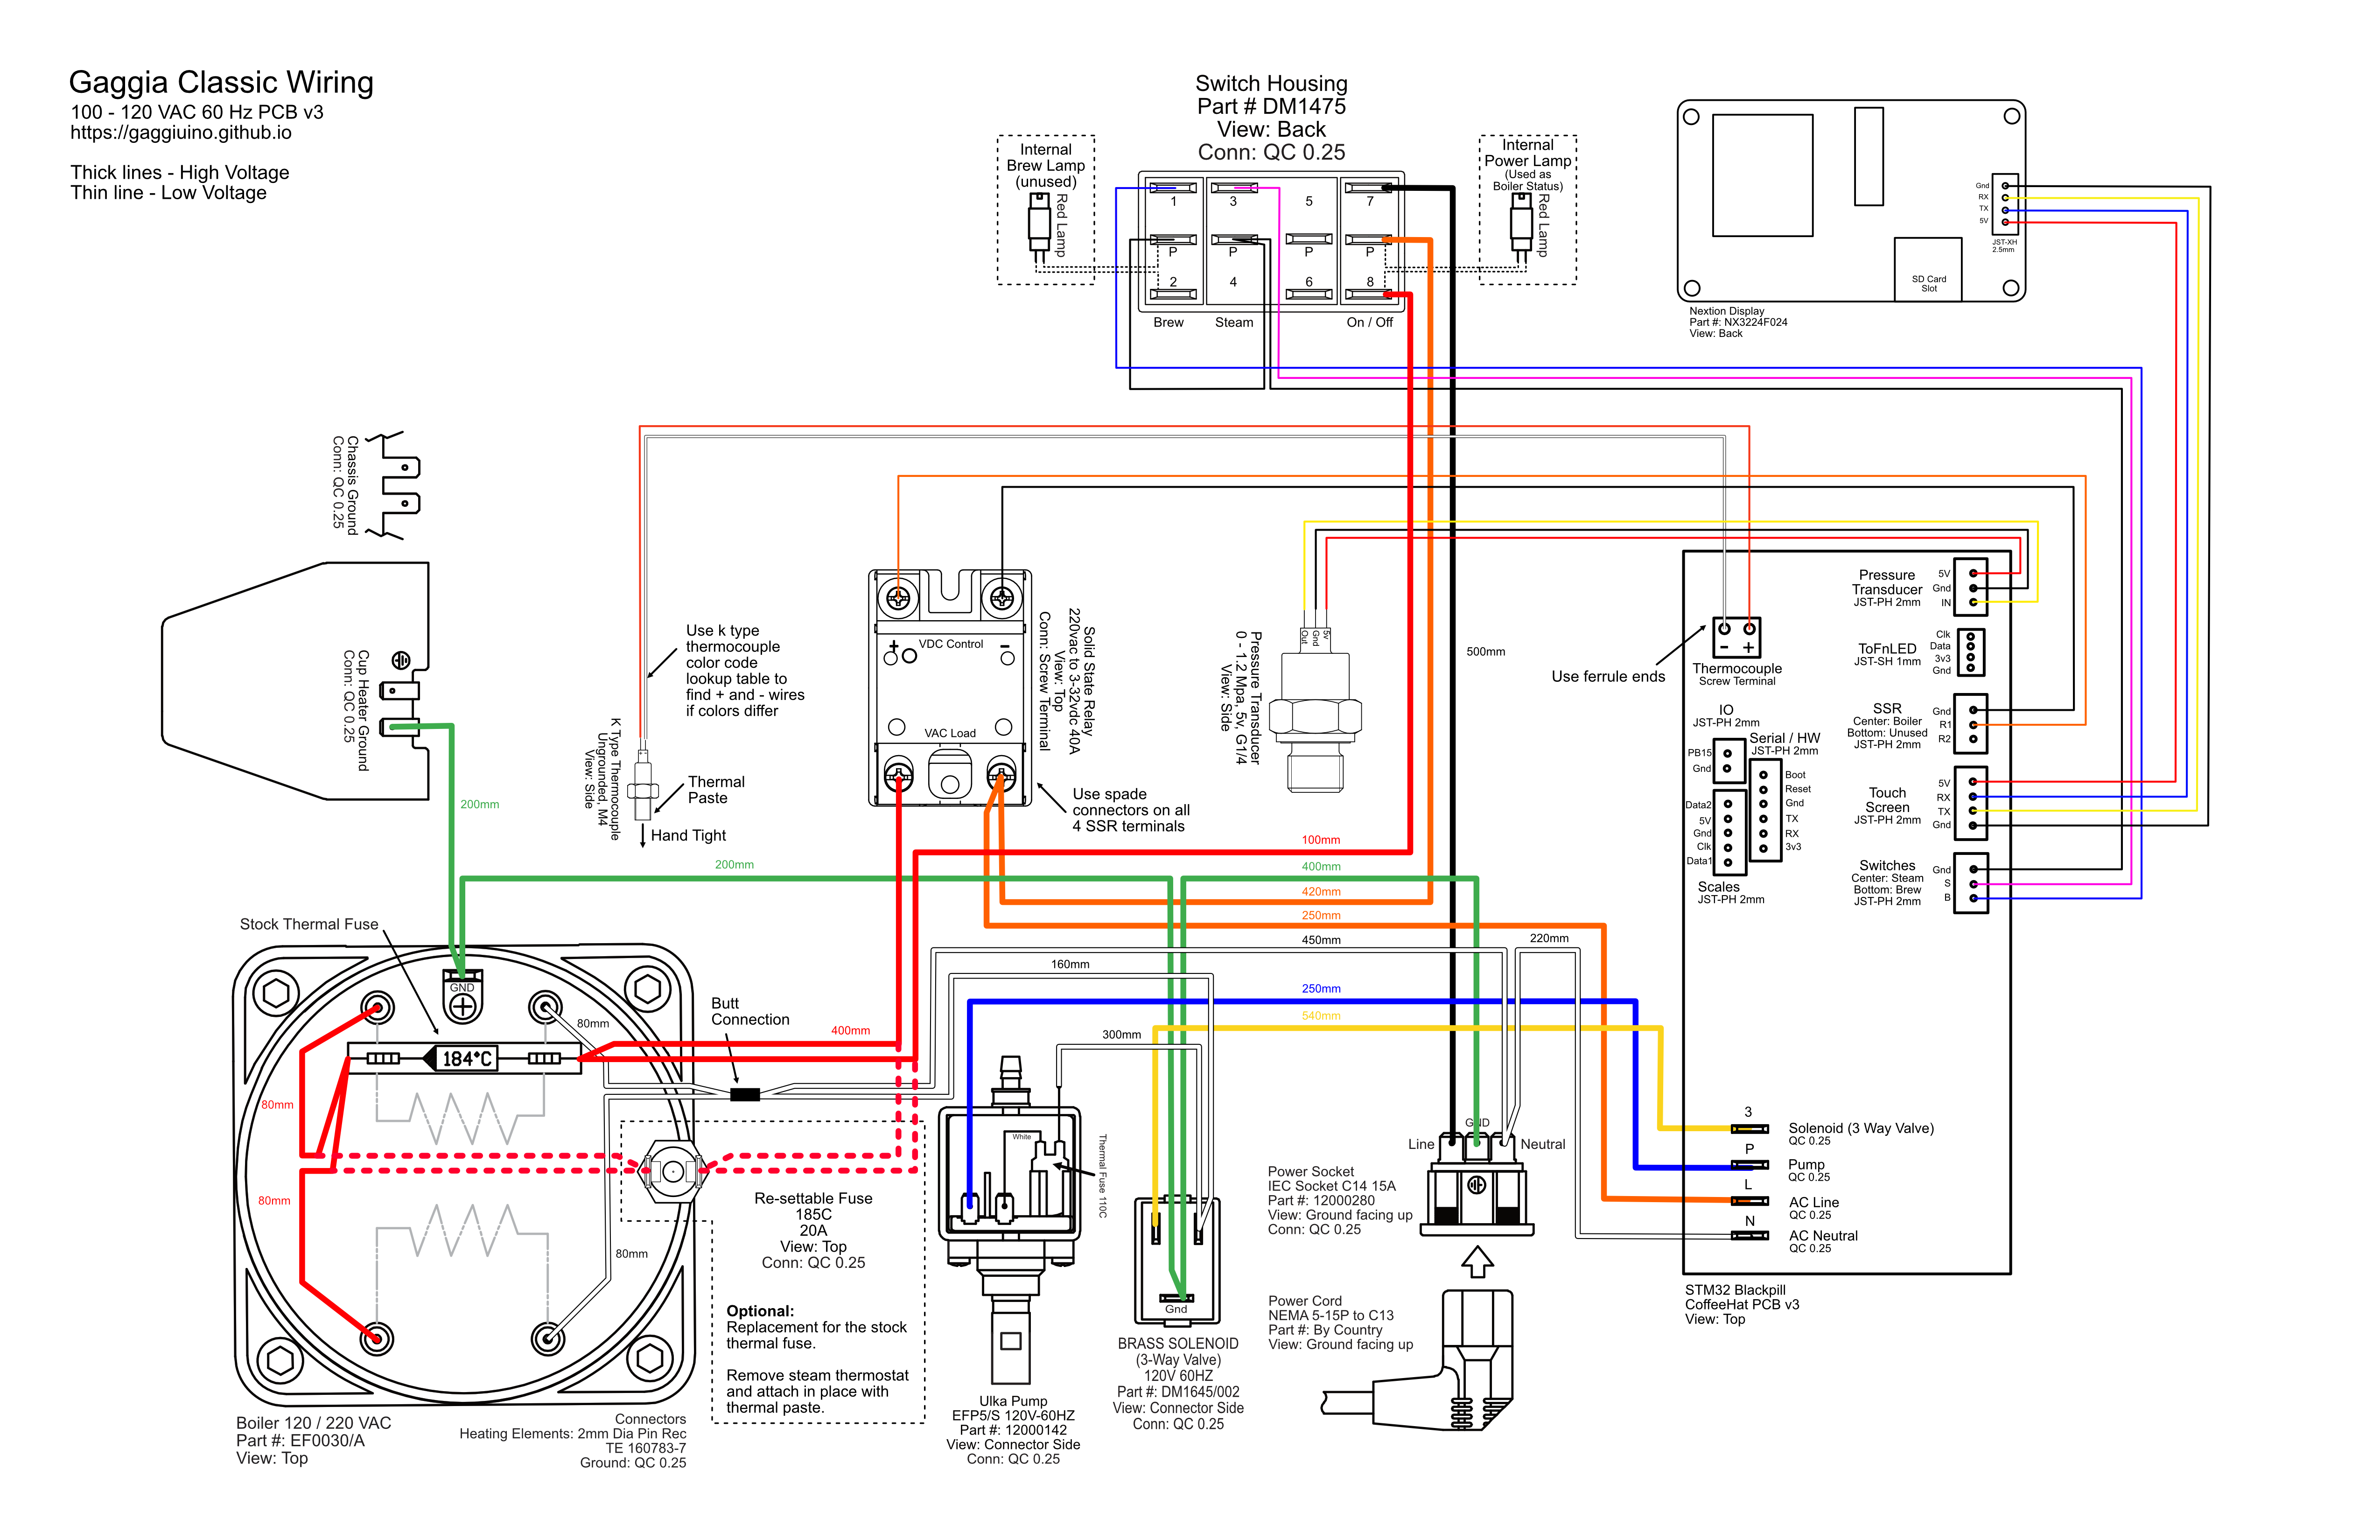 Gaggia Classic Wiring
100 - 120 VAC 60 Hz PCB v3
https://gaggiuino.github.io
Thick lines - High Voltage
Thin line - Low Voltage
Switch Housing
Part # DM1475
View: Back
Conn: QC 0.25
Internal
Brew Lamp
(unused)
Red Lamp
Internal
Power Lamp
(Used as
Boiler Status)
Red Lamp
1
3
5
7
P
P
P
P
2
4
6
8
Brew
Steam
On / Off
Gnd
RX
TX
5V
JST-XH
2.5mm
SD Card
Slot
Nextion Display
Part #: NX3224F024
View: Back
Chassis Ground
Conn: QC 0.25
Cup Heater Ground
Conn: QC 0.25
200mm
Use k type
thermocouple
color code
lookup table to
find + and - wires
if colors differ
K Type Thermocouple
Ungrounded, M4
View: Side
Thermal
Paste
Hand Tight
VDC Control
+
-
VAC Load
Solid State Relay
220vac to 3-32vdc 40A
View: Top
Conn: Screw Terminal
Use spade
connectors on all
4 SSR terminals
Out
Gnd
5v
Pressure Transducer
0 - 1.2 Mpa, 5v, G1/4
View: Side
500mm
Use ferrule ends
- +
Thermocouple
Screw Terminal
Pressure
Transducer
JST-PH 2mm
5V
Gnd
IN
ToFnLED
JST-SH 1mm
Clk
Data
3v3
Gnd
SSR
Center: Boiler
Bottom: Unused
JST-PH 2mm
Gnd
R1
R2
IO
JST-PH 2mm
PB15
Gnd
Serial / HW
JST-PH 2mm
Boot
Reset
Gnd
TX
RX
3v3
Data2
5V
Gnd
Clk
Data1
Scales
JST-PH 2mm
Touch
Screen
JST-PH 2mm
5V
RX
TX
Gnd
Switches
Center: Steam
Bottom: Brew
JST-PH 2mm
Gnd
S
B
200mm
100mm
400mm
420mm
250mm
450mm
220mm
160mm
250mm
540mm
300mm
400mm
Stock Thermal Fuse
GND
184°C
80mm
80mm
80mm
80mm
Butt
Connection
Re-settable Fuse
185C
20A
View: Top
Conn: QC 0.25
Optional:
Replacement for the stock
thermal fuse.
Remove steam thermostat
and attach in place with
thermal paste.
Boiler 120 / 220 VAC
Part #: EF0030/A
View: Top
Connectors
Heating Elements: 2mm Dia Pin Rec
TE 160783-7
Ground: QC 0.25
White
Thermal Fuse 110C
Ulka Pump
EFP5/S 120V-60HZ
Part #: 12000142
View: Connector Side
Conn: QC 0.25
Gnd
BRASS SOLENOID
(3-Way Valve)
120V 60HZ
Part #: DM1645/002
View: Connector Side
Conn: QC 0.25
Line
GND
Neutral
Power Socket
IEC Socket C14 15A
Part #: 12000280
View: Ground facing up
Conn: QC 0.25
Power Cord
NEMA 5-15P to C13
Part #: By Country
View: Ground facing up
3
Solenoid (3 Way Valve)
QC 0.25
P
Pump
QC 0.25
L
AC Line
QC 0.25
N
AC Neutral
QC 0.25
STM32 Blackpill
CoffeeHat PCB v3
View: Top